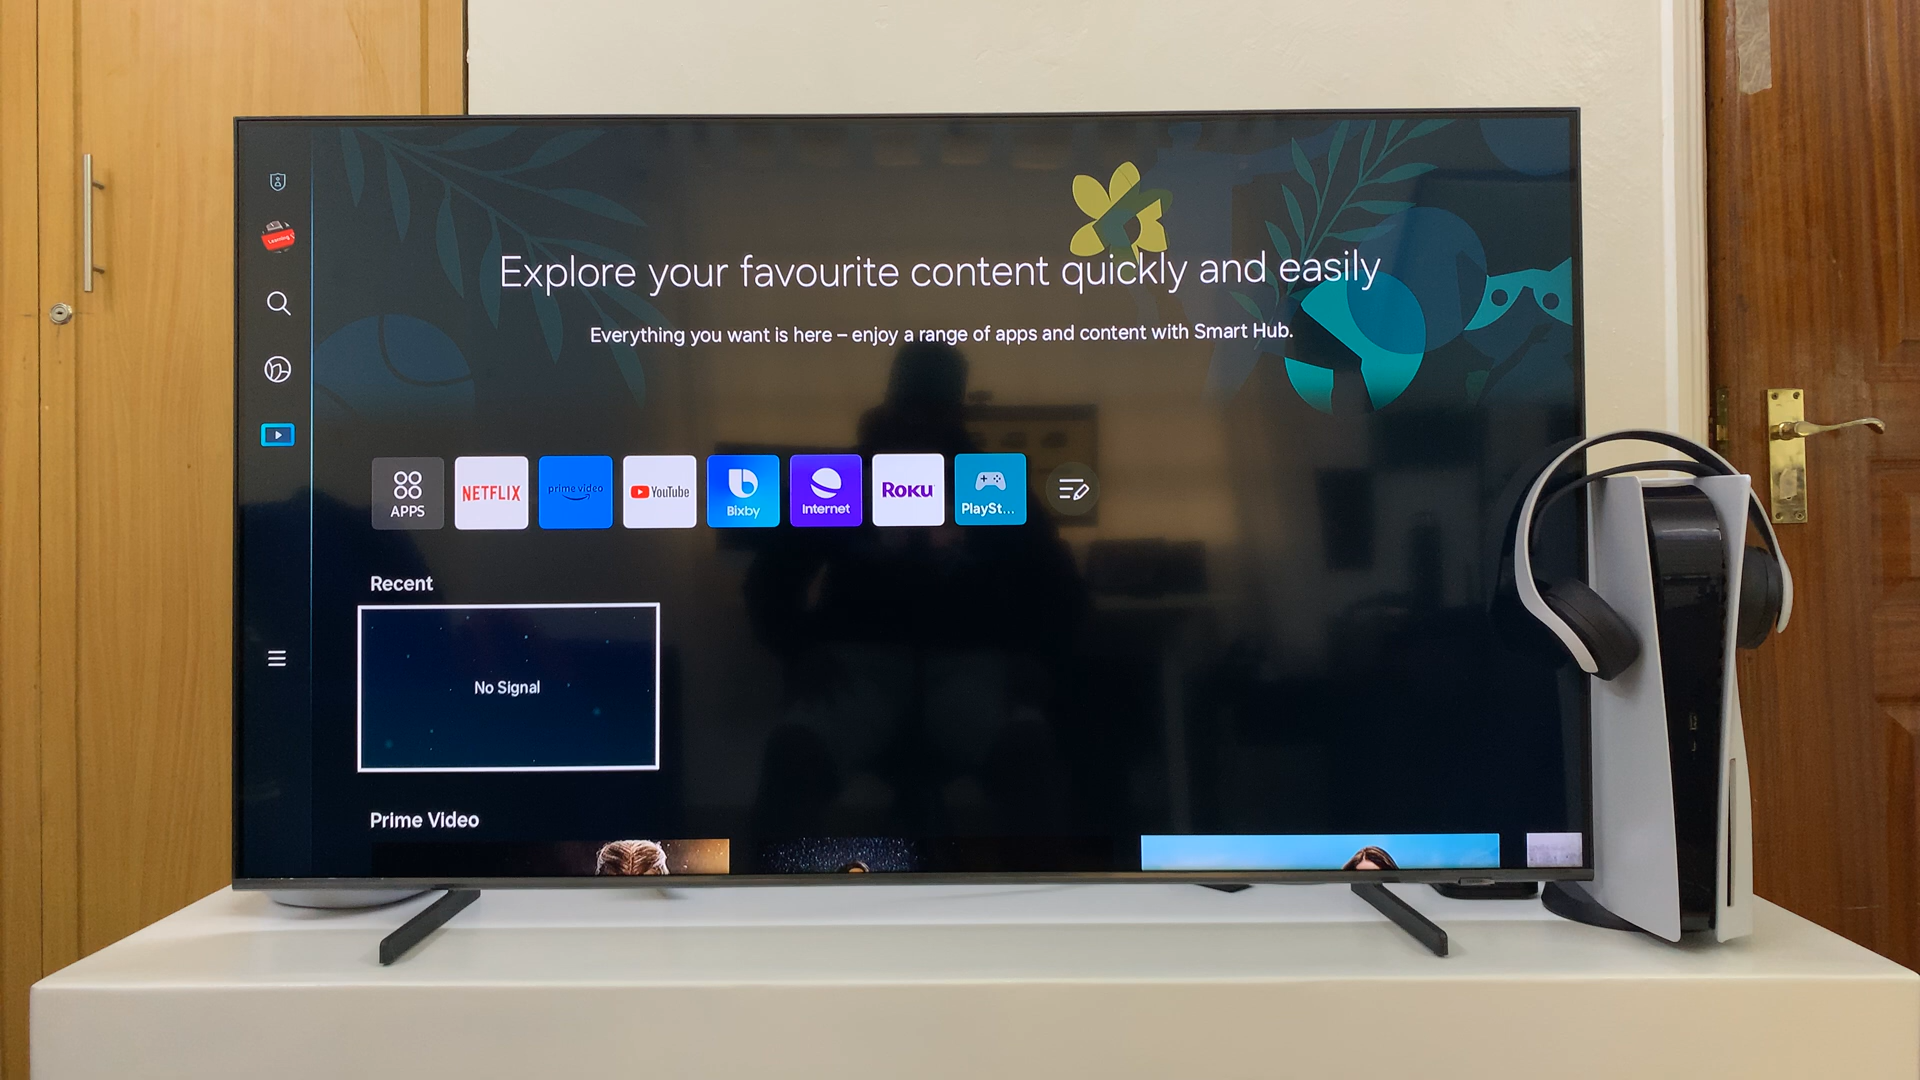 Learning
Explore your favourite content quickly and easily
Everything you want is here – enjoy a range of apps and content with Smart Hub.
APPS
NETFLIX
prime video
YouTube
Bixby
Internet
ROKU
PlaySt...
Recent
No Signal
Prime Video